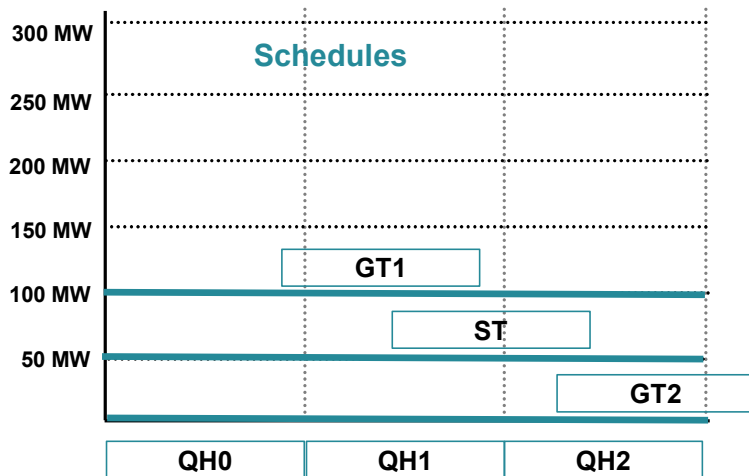 300 MW
Schedules
250 MW
200 MW
150 MW
GT1
100 MW
ST
50 MW
GT2
QH0 QH1 QH2